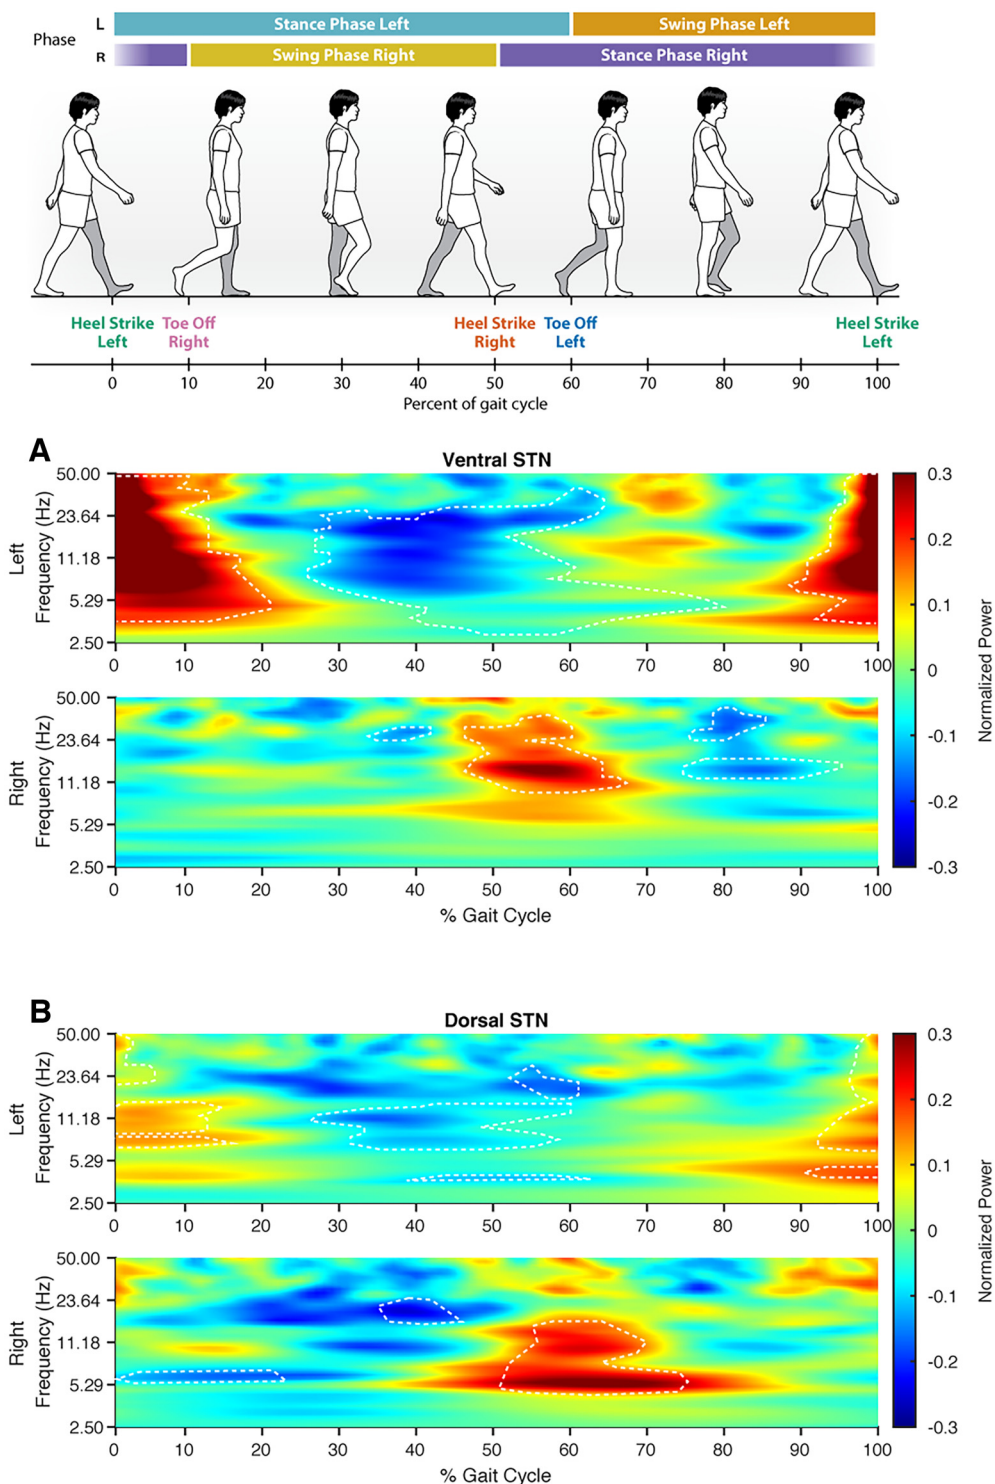 Phase
L
Stance Phase Left
Swing Phase Left
R
Swing Phase Right
Stance Phase Right
Heel Strike
Left
Toe Off
Right
Heel Strike
Right
Toe Off
Left
Heel Strike
Left
0 10 20 30 40 50 60 70 80 90 100
Percent of gait cycle
A
Ventral STN
Left
Frequency (Hz)
50.00
23.64
11.18
5.29
2.50
0 10 20 30 40 50 60 70 80 90 100
Right
Frequency (Hz)
50.00
23.64
11.18
5.29
2.50
0 10 20 30 40 50 60 70 80 90 100
% Gait Cycle
0.3
0.2
0.1
0
-0.1
-0.2
-0.3
Normalized Power
B
Dorsal STN
Left
Frequency (Hz)
50.00
23.64
11.18
5.29
2.50
0 10 20 30 40 50 60 70 80 90 100
Right
Frequency (Hz)
50.00
23.64
11.18
5.29
2.50
0 10 20 30 40 50 60 70 80 90 100
% Gait Cycle
0.3
0.2
0.1
0
-0.1
-0.2
-0.3
Normalized Power